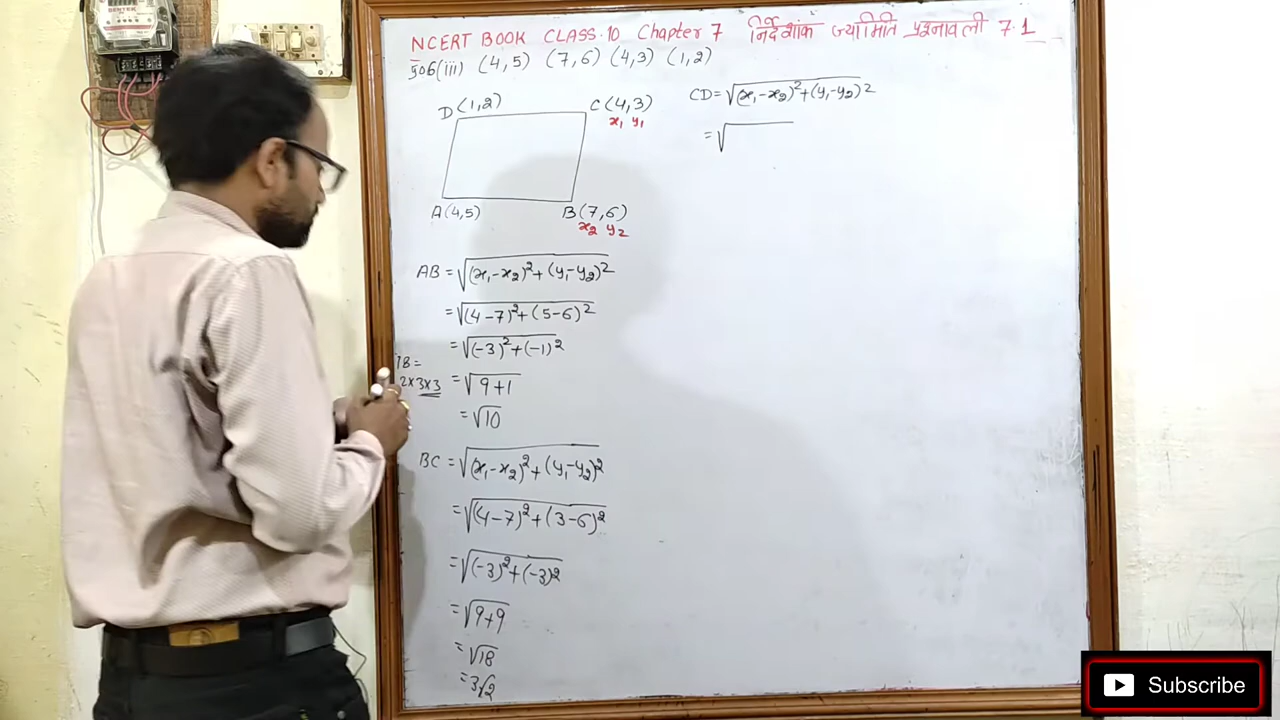 NCERT BOOK CLASS 10 Chapter 7 निर्देशांक ज्यामिति प्रश्नावली 7.1
प्र06(iii) (4,5) (7,6) (4,3) (1,2)
D(1,2)
C(4,3)
x₁ y₁
A(4,5)
B(7,6)
x₂ y₂
AB = √(x₁-x₂)²+(y₁-y₂)²
= √(4-7)²+(5-6)²
= √(-3)²+(-1)²
= √9+1
= √10
18=
2×3×3
BC = √(x₁-x₂)²+(y₁-y₂)²
= √(4-7)²+(3-6)²
= √(-3)²+(-3)²
= √9+9
= √18
= 3√2
CD = √(x₁-x₂)²+(y₁-y₂)²
= √
Subscribe